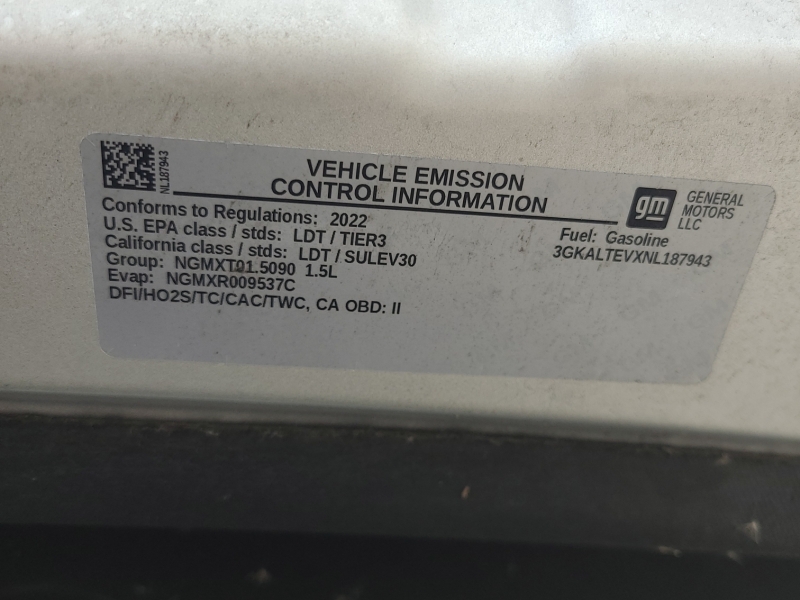 NL187943
VEHICLE EMISSION
CONTROL INFORMATION
gm
GENERAL
MOTORS
LLC
Conforms to Regulations: 2022
U.S. EPA class / stds: LDT / TIER3
California class / stds: LDT / SULEV30
Group: NGMXT01.5090 1.5L
Evap: NGMXR009537C
DFI/HO2S/TC/CAC/TWC, CA OBD: II
Fuel: Gasoline
3GKALTEVXNL187943